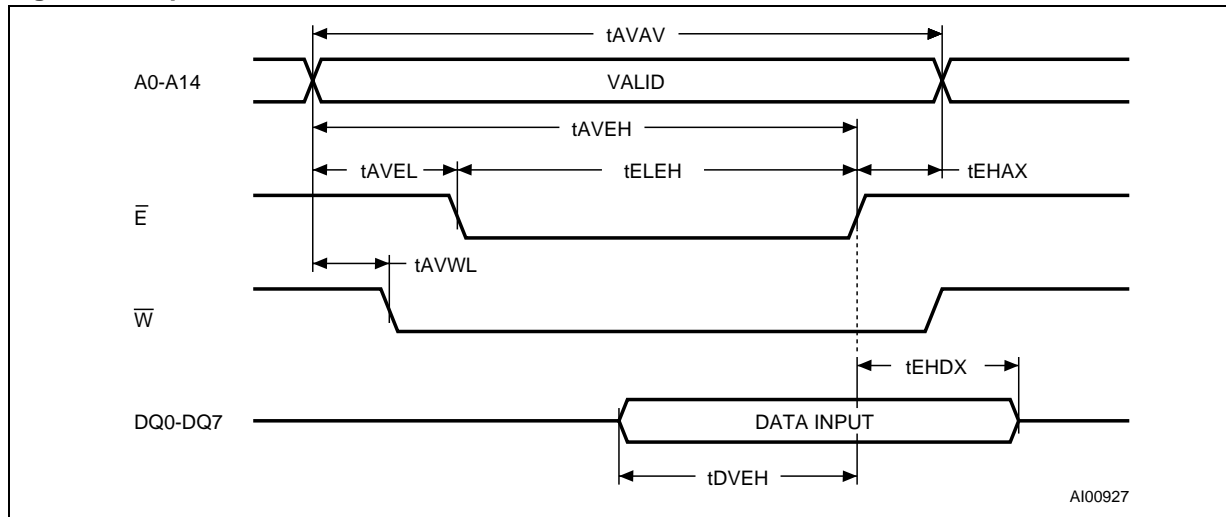 tAVAV
A0-A14
VALID
tAVEH
tAVEL
tELEH
tEHAX
E
tAVWL
W
tEHDX
DQ0-DQ7
DATA INPUT
tDVEH
AI00927